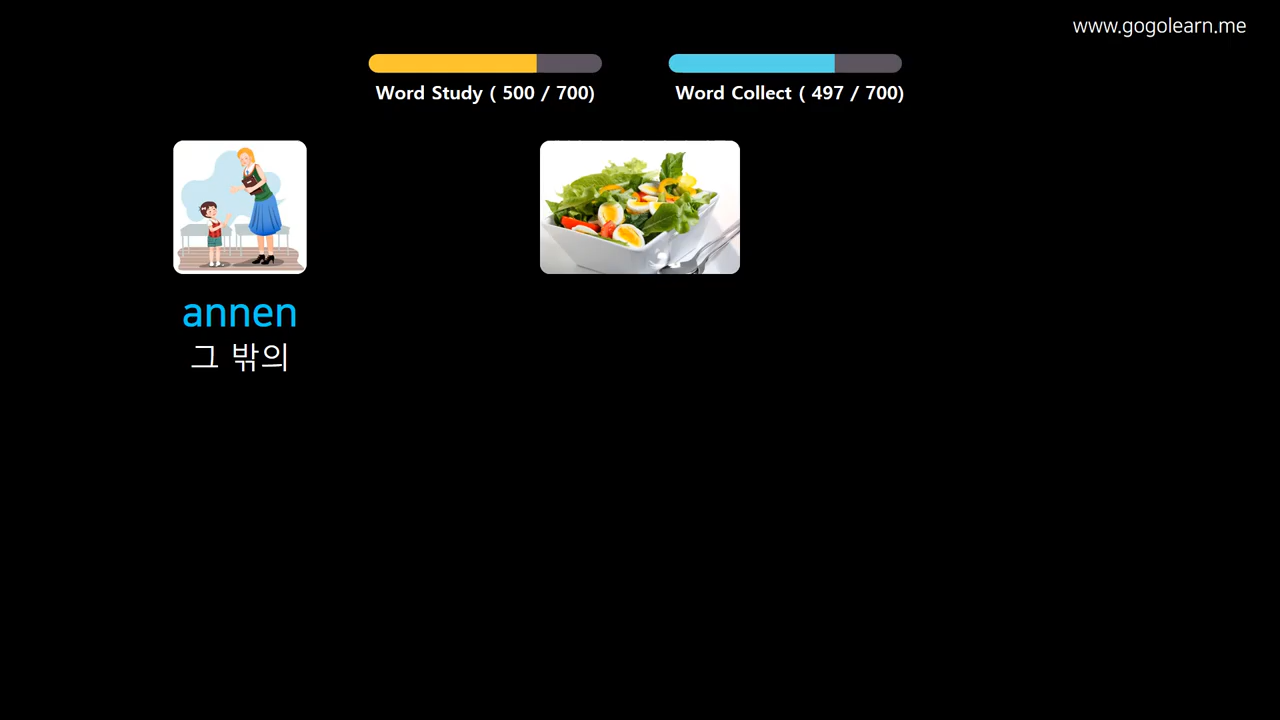 www.gogolearn.me
Word Study ( 500 / 700)
Word Collect ( 497 / 700)
annen
그 밖의